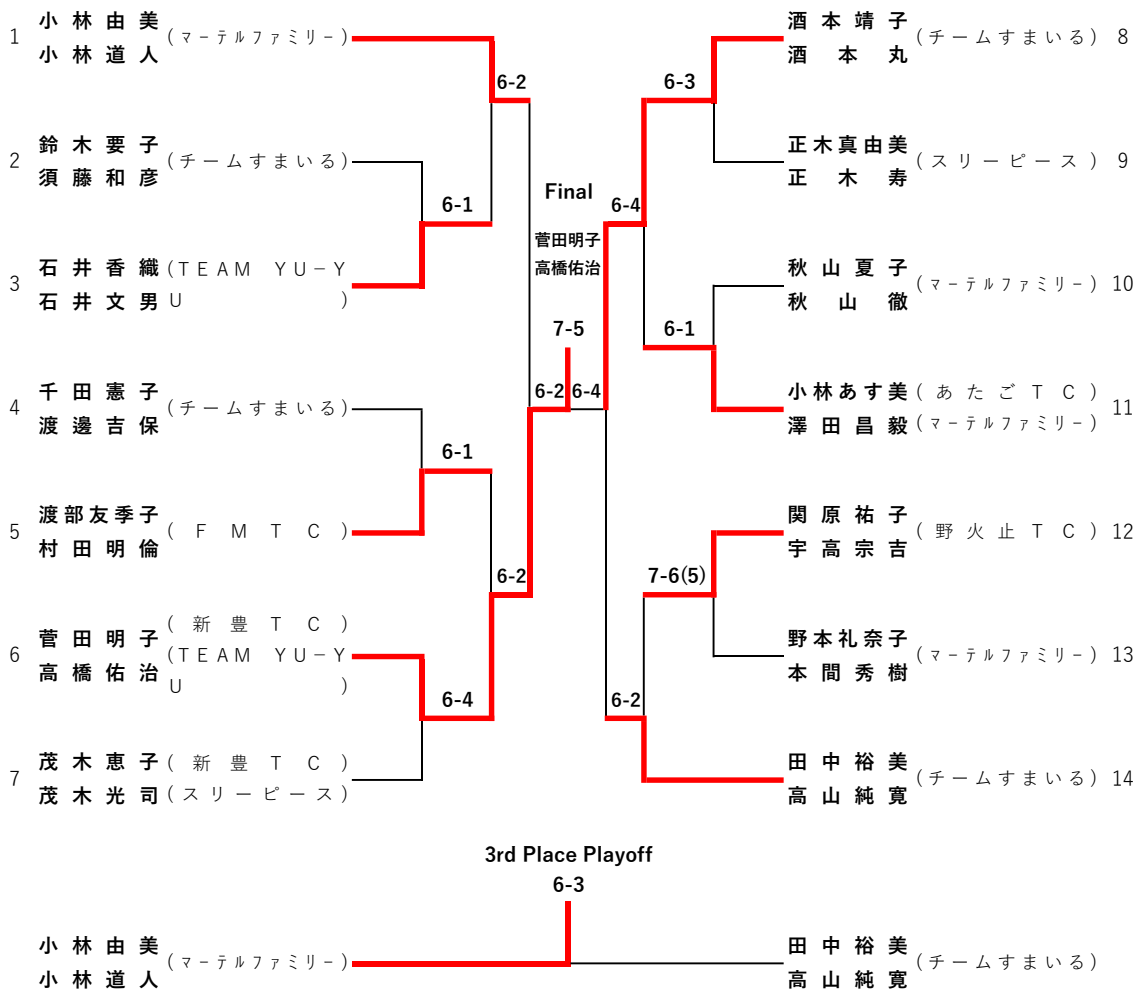 1 小林由美 (マーテルファミリー)
小林道人
6-2
2 鈴木要子 (チームすまいる)
須藤和彦
6-1
3 石井香織 (TEAM YU-Y
石井文男 U )
4 千田憲子 (チームすまいる)
渡邊吉保
6-1
5 渡部友季子 (FMTC)
村田明倫
6-2
6 菅田明子 (新豊TC)
高橋佑治 (TEAM YU-Y
U )
6-4
7 茂木恵子 (新豊TC)
茂木光司 (スリーピース)
Final
菅田明子
高橋佑治
7-5
6-2 6-4
酒本靖子 (チームすまいる) 8
酒本丸
6-3
正木真由美 (スリーピース) 9
正木寿
6-4
秋山夏子 (マーテルファミリー) 10
秋山徹
6-1
小林あす美 (あたごTC) 11
澤田昌毅 (マーテルファミリー)
関原祐子 (野火止TC) 12
宇高宗吉
7-6(5)
野本礼奈子 (マーテルファミリー) 13
本間秀樹
6-2
田中裕美 (チームすまいる) 14
高山純寛
3rd Place Playoff
6-3
小林由美 (マーテルファミリー)
小林道人
田中裕美 (チームすまいる)
高山純寛